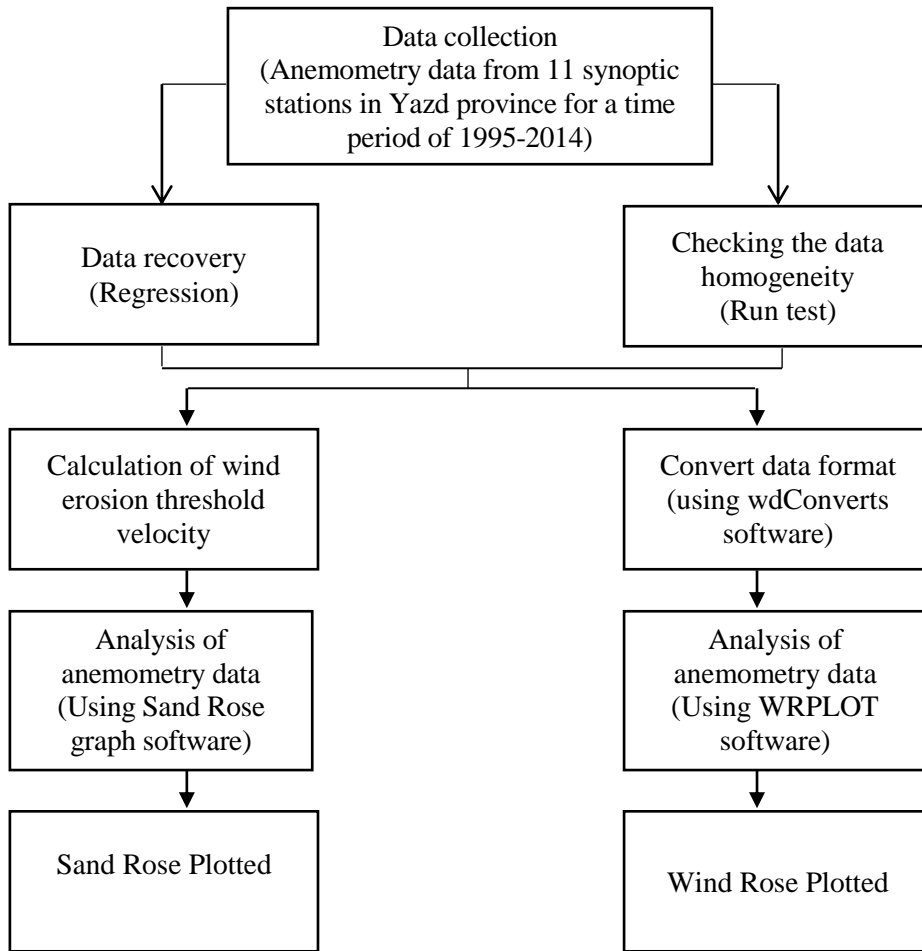 Data collection
(Anemometry data from 11 synoptic
stations in Yazd province for a time
period of 1995-2014)
Data recovery
(Regression)
Checking the data
homogeneity
(Run test)
Calculation of wind
erosion threshold
velocity
Convert data format
(using wdConverts
software)
Analysis of
anemometry data
(Using Sand Rose
graph software)
Analysis of
anemometry data
(Using WRPLOT
software)
Sand Rose Plotted
Wind Rose Plotted